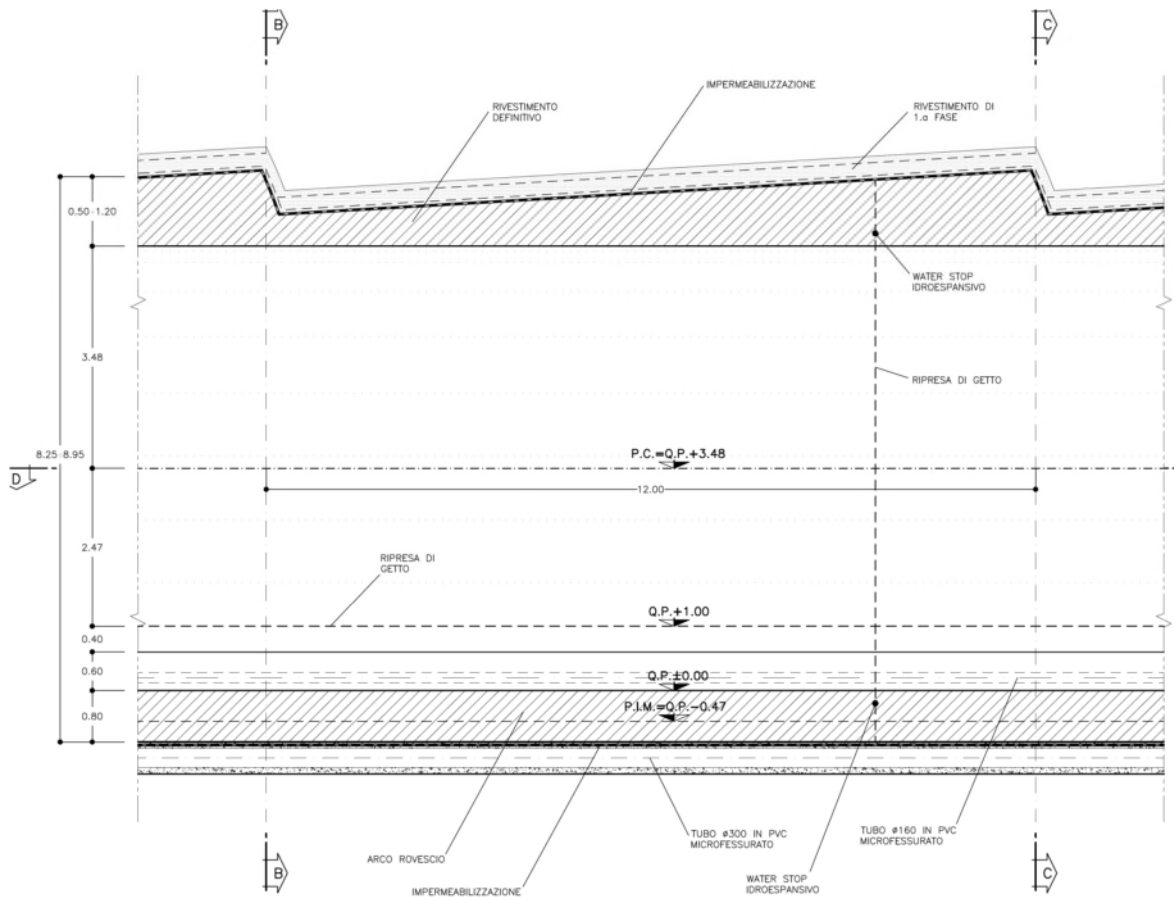 B
C
IMPERMEABILIZZAZIONE
RIVESTIMENTO
DEFINITIVO
RIVESTIMENTO DI
1.a FASE
0.50÷1.20
WATER STOP
IDROESPANSIVO
3.48
RIPRESA DI GETTO
8.25÷8.95
P.C.=Q.P.+3.48
D
12.00
2.47
RIPRESA DI
GETTO
Q.P.+1.00
0.40
0.60
Q.P.±0.00
P.I.M.=Q.P.-0.47
0.80
ARCO ROVESCIO
TUBO ø300 IN PVC
MICROFESSURATO
TUBO ø160 IN PVC
MICROFESSURATO
B
IMPERMEABILIZZAZIONE
WATER STOP
IDROESPANSIVO
C